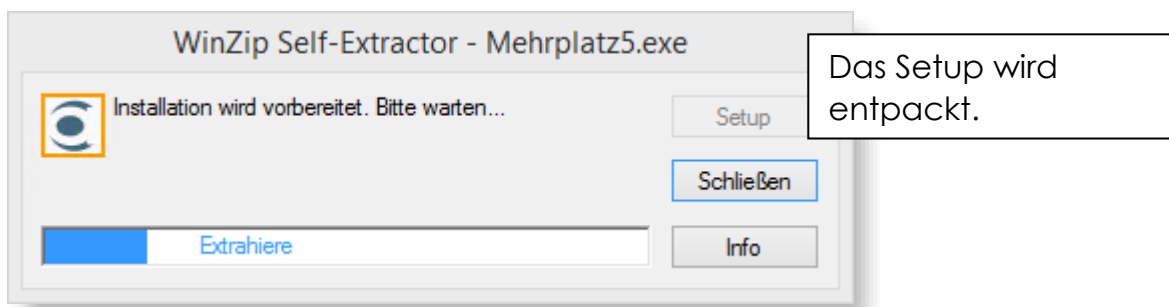 WinZip Self-Extractor - Mehrplatz5.exe
Das Setup wird
entpackt.
Installation wird vorbereitet. Bitte warten...
Setup
Schließen
Extrahiere
Info